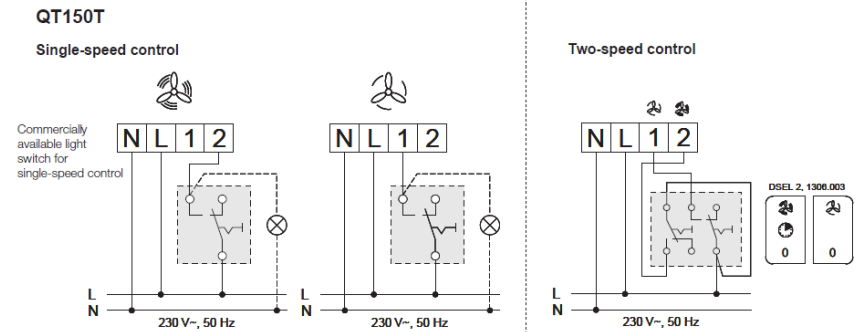 QT150T
Single-speed control
Two-speed control
Commercially
available light
switch for
single-speed control
N L 1 2
N L 1 2
N L 1 2
DSEL 2, 1306.003
0 0
L
N
230 V~, 50 Hz
L
N
230 V~, 50 Hz
L
N
230 V~, 50 Hz